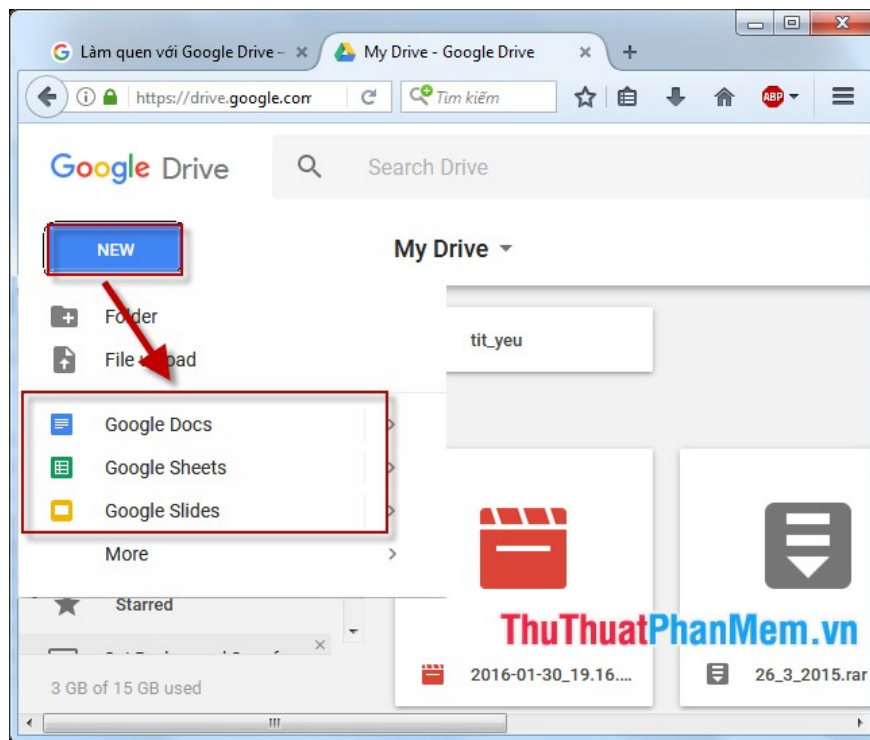 Làm quen với Google Drive –
My Drive - Google Drive
https://drive.google.com
Tìm kiếm
ABP
Google Drive
Search Drive
NEW
My Drive
Folder
tit_yeu
Google Docs
Google Sheets
Google Slides
More
Starred
ThuThuatPhanMem.vn
2016-01-30_19.16....
26_3_2015.rar
3 GB of 15 GB used